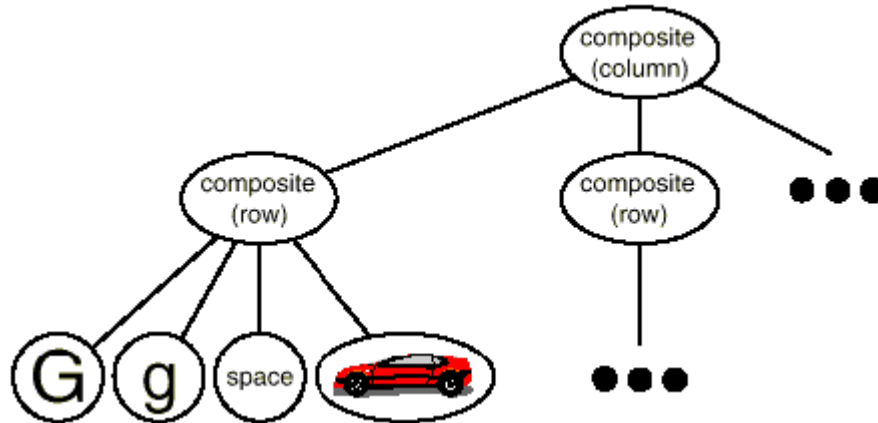 composite
(column)
composite
(row)
composite
(row)
G
g
space